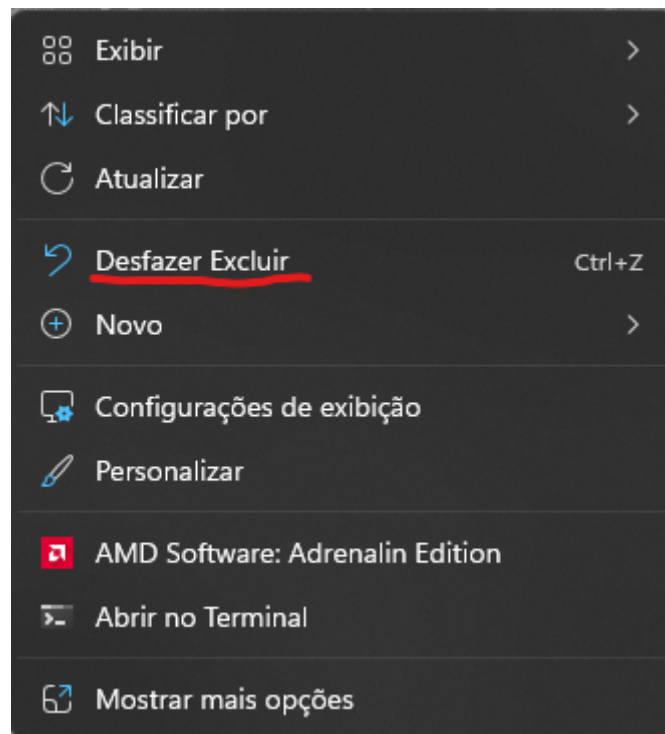 Exibir
Classificar por
Atualizar
Desfazer Excluir Ctrl+Z
Novo
Configurações de exibição
Personalizar
AMD Software: Adrenalin Edition
Abrir no Terminal
Mostrar mais opções